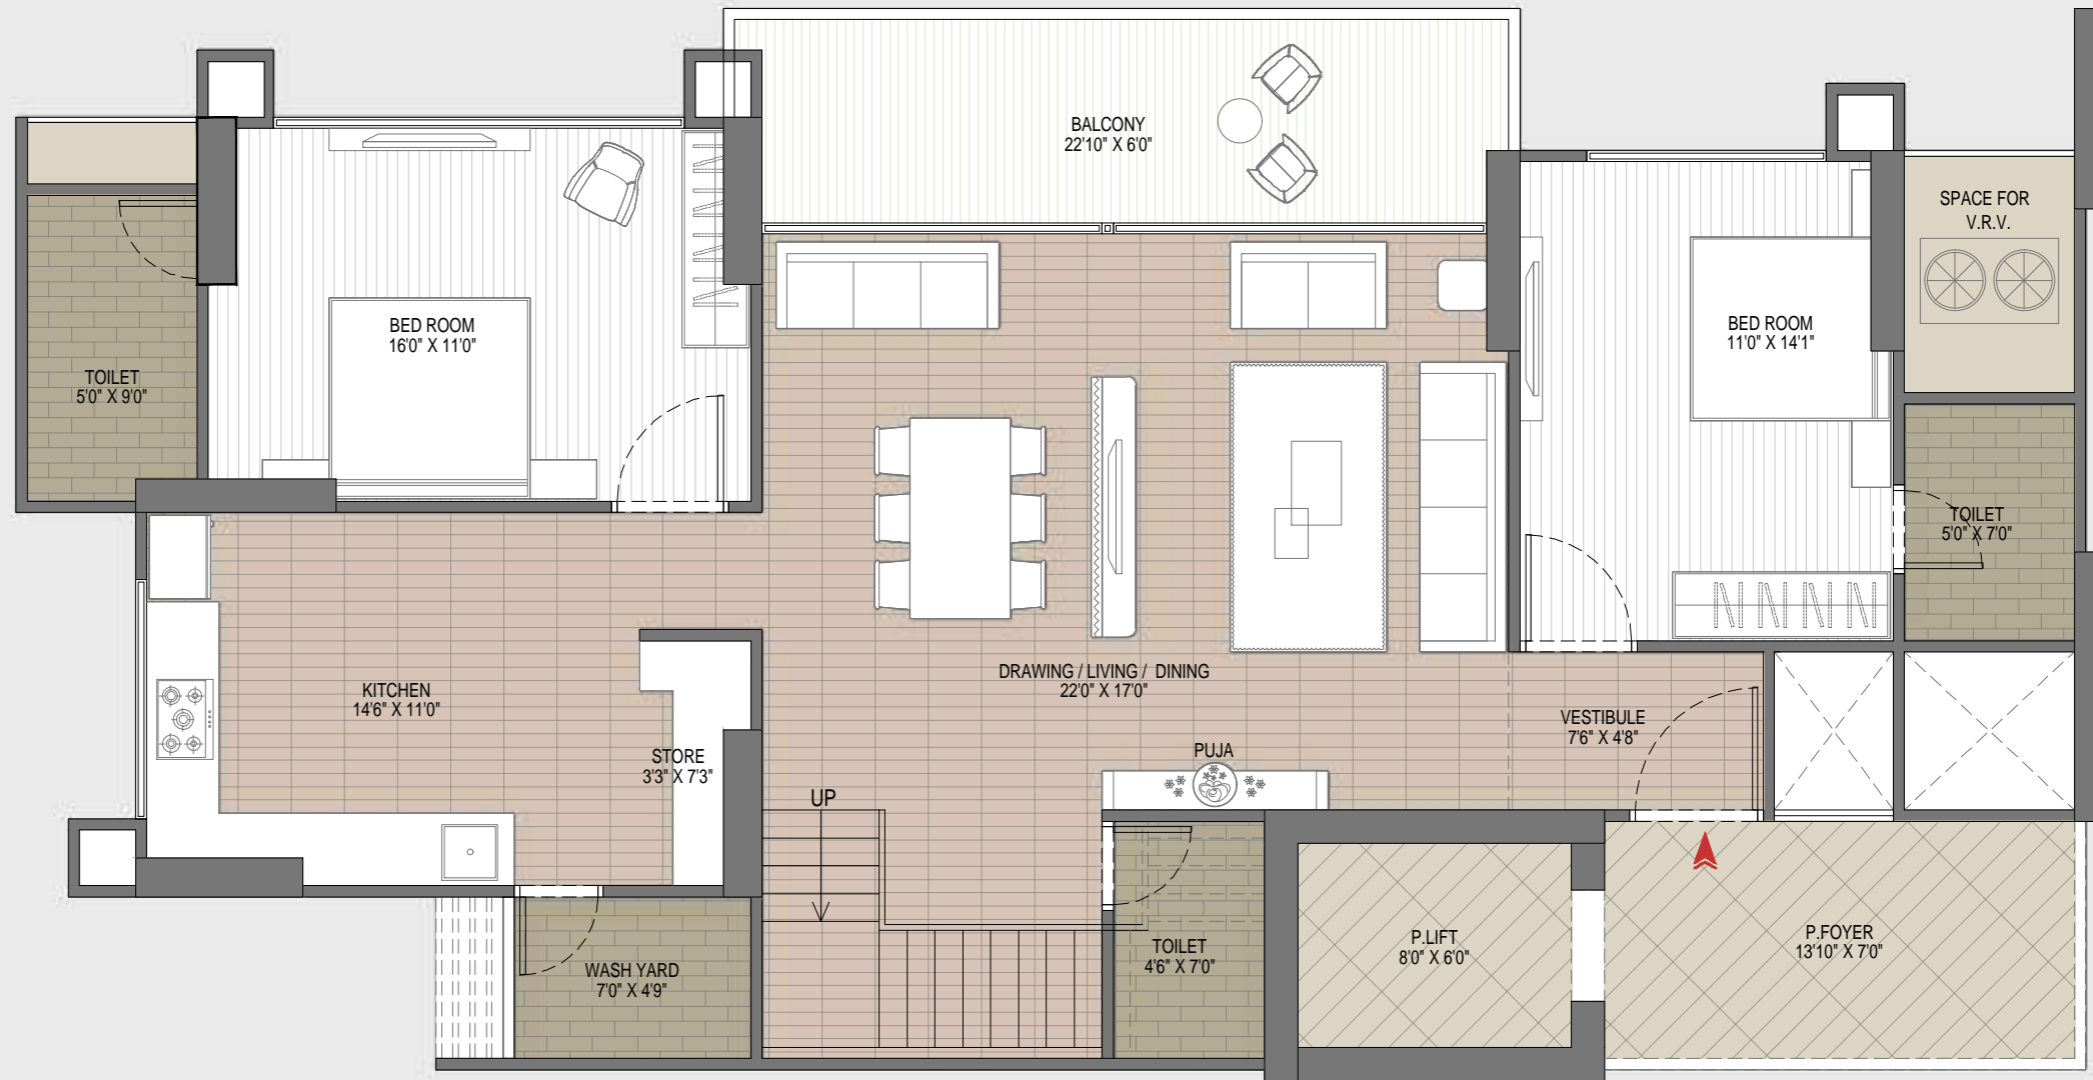 BALCONY
22'10" X 6'0"
SPACE FOR
V.R.V.
BED ROOM
16'0" X 11'0"
BED ROOM
11'0" X 14'1"
TOILET
5'0" X 9'0"
TOILET
5'0" X 7'0"
DRAWING / LIVING / DINING
22'0" X 17'0"
KITCHEN
14'6" X 11'0"
VESTIBULE
7'6" X 4'8"
STORE
3'3" X 7'3"
PUJA
UP
TOILET
4'6" X 7'0"
P.LIFT
8'0" X 6'0"
P.FOYER
13'10" X 7'0"
WASH YARD
7'0" X 4'9"